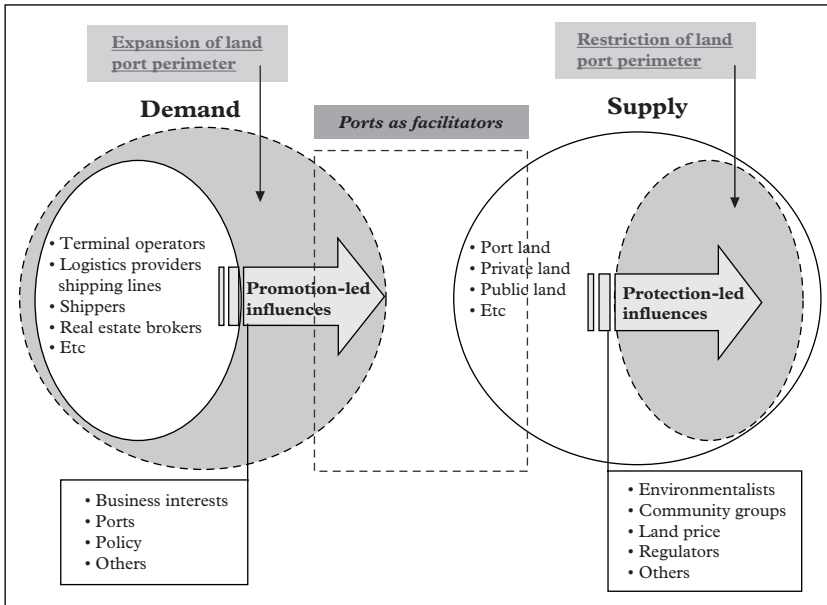 Expansion of land
port perimeter
Restriction of land
port perimeter
Demand
Supply
Ports as facilitators
• Terminal operators
• Logistics providers
shipping lines
• Shippers
• Real estate brokers
• Etc
Promotion-led
influences
• Port land
• Private land
• Public land
• Etc
Protection-led
influences
• Business interests
• Ports
• Policy
• Others
• Environmentalists
• Community groups
• Land price
• Regulators
• Others